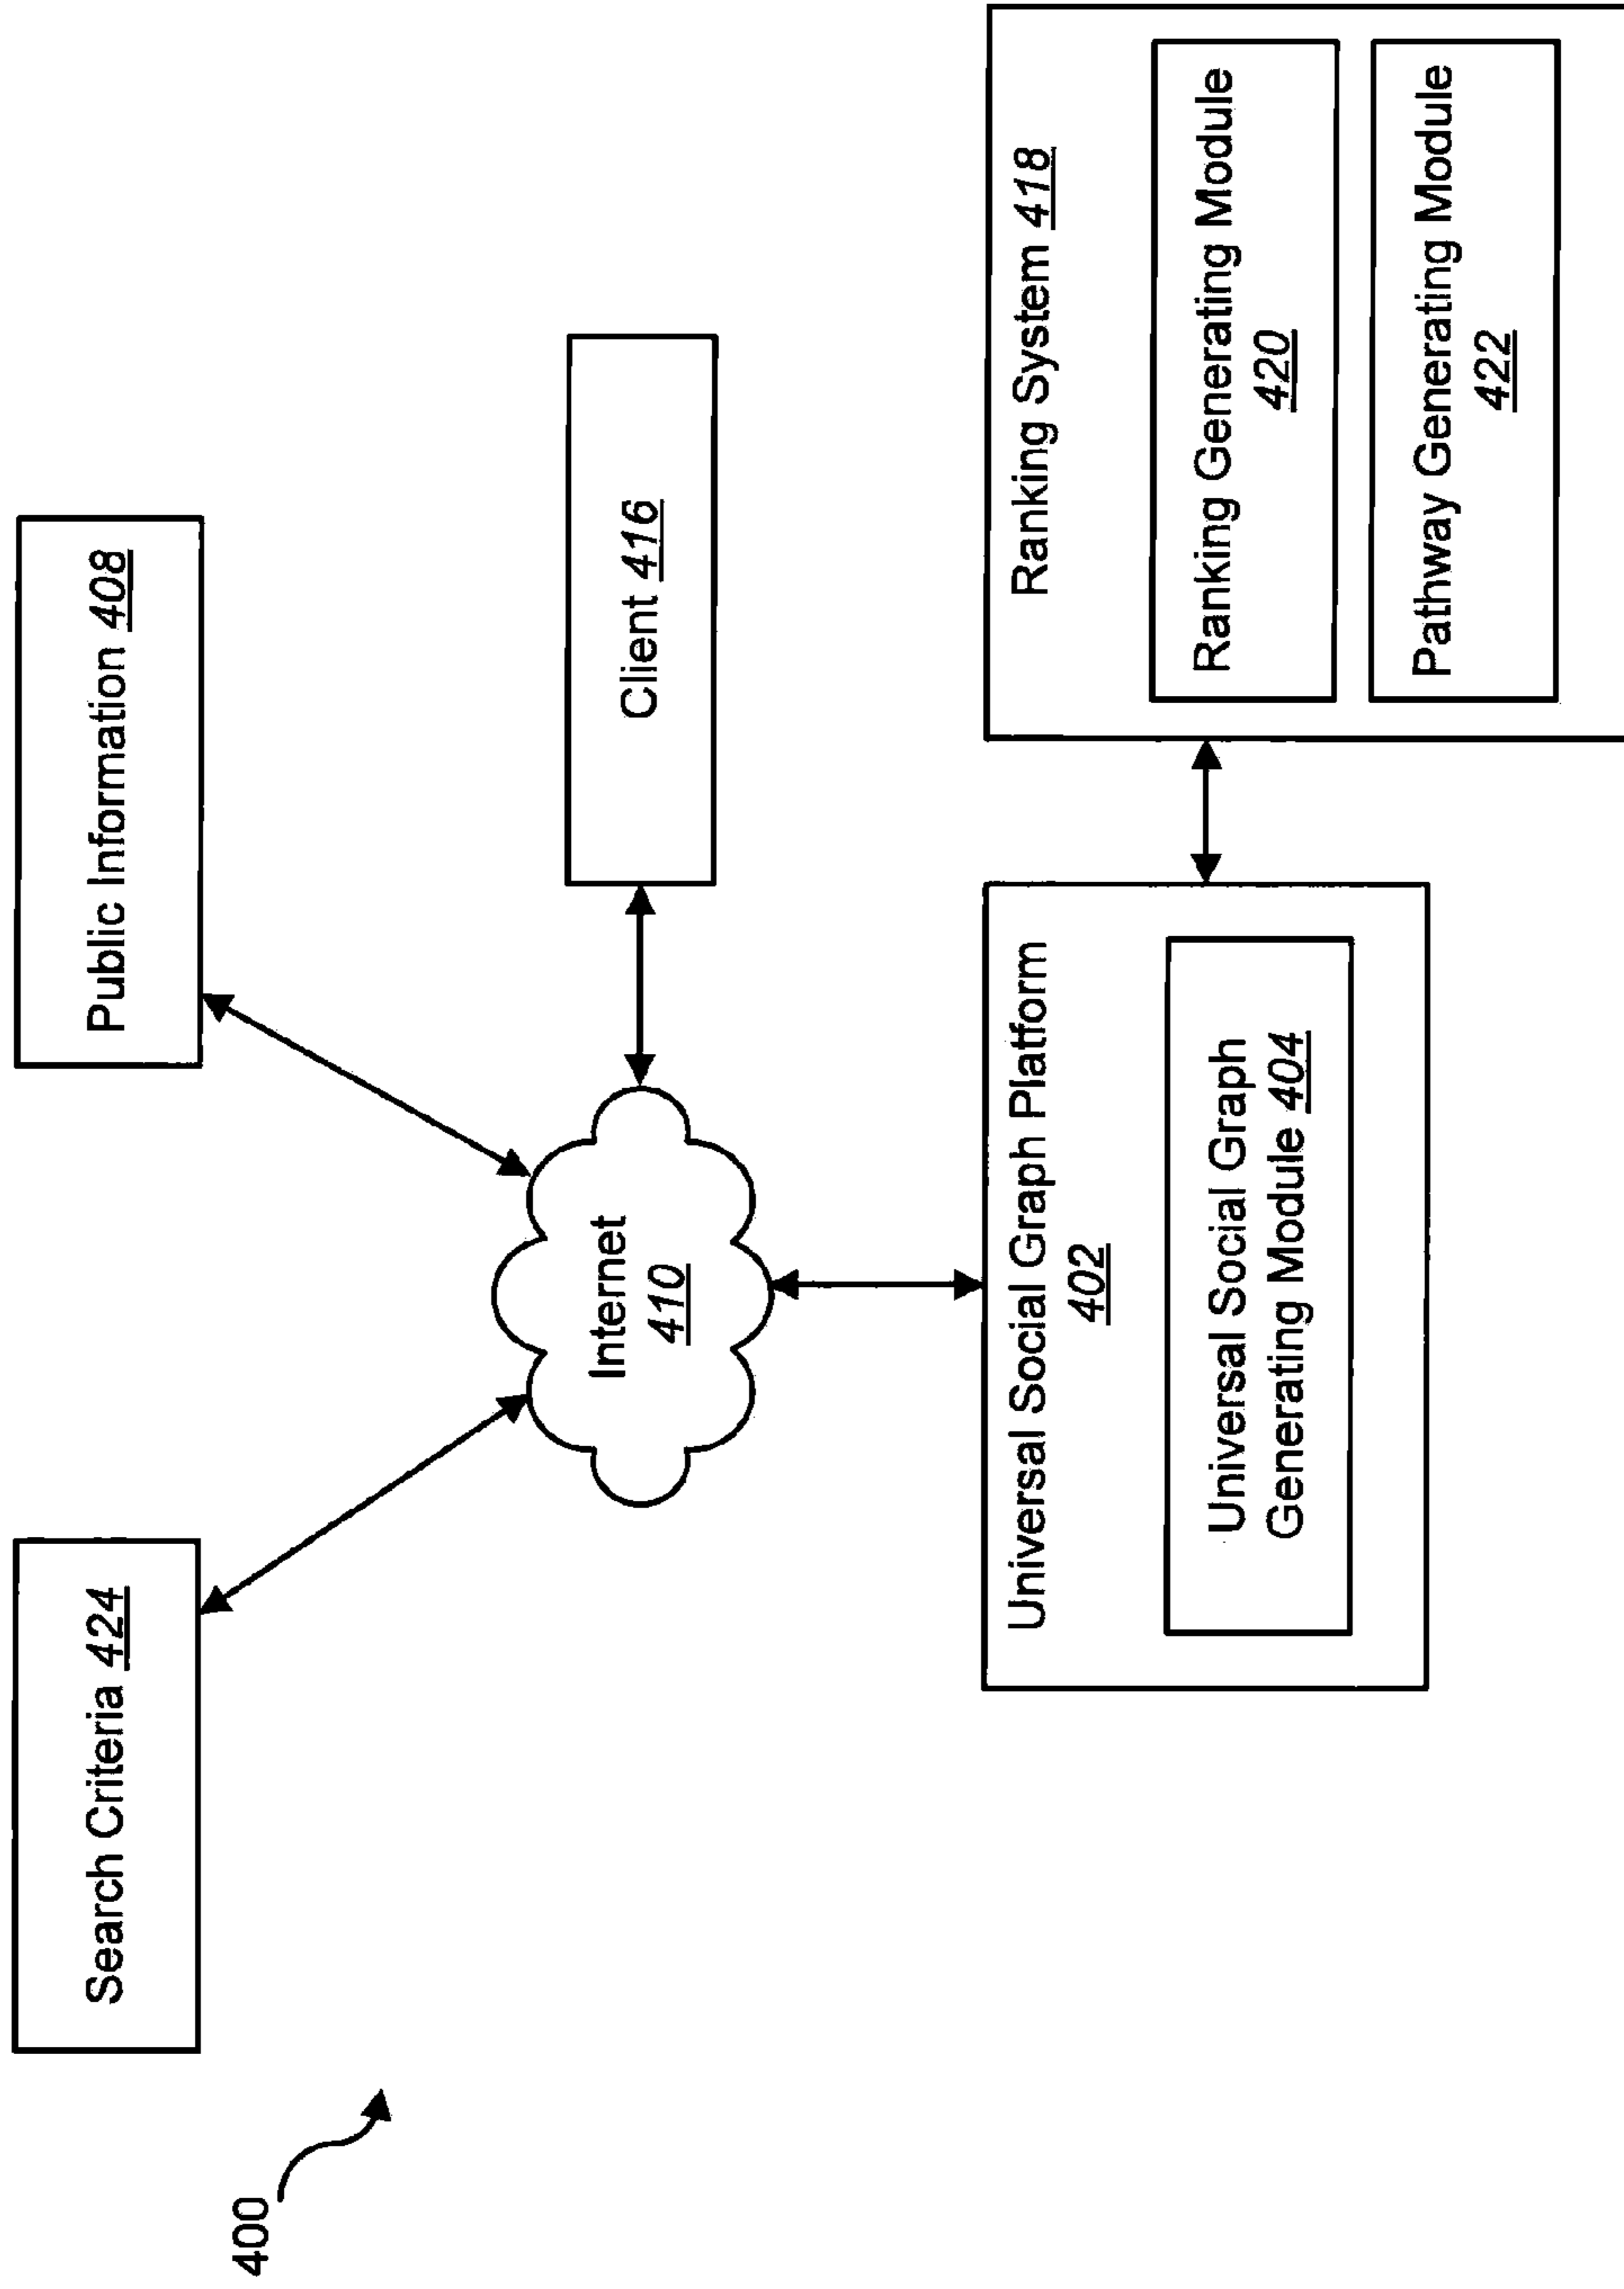 400
Search Criteria 424
Public Information 408
Internet
410
Client 416
Universal Social Graph Platform
402
Universal Social Graph
Generating Module 404
Ranking System 418
Ranking Generating Module
420
Pathway Generating Module
422